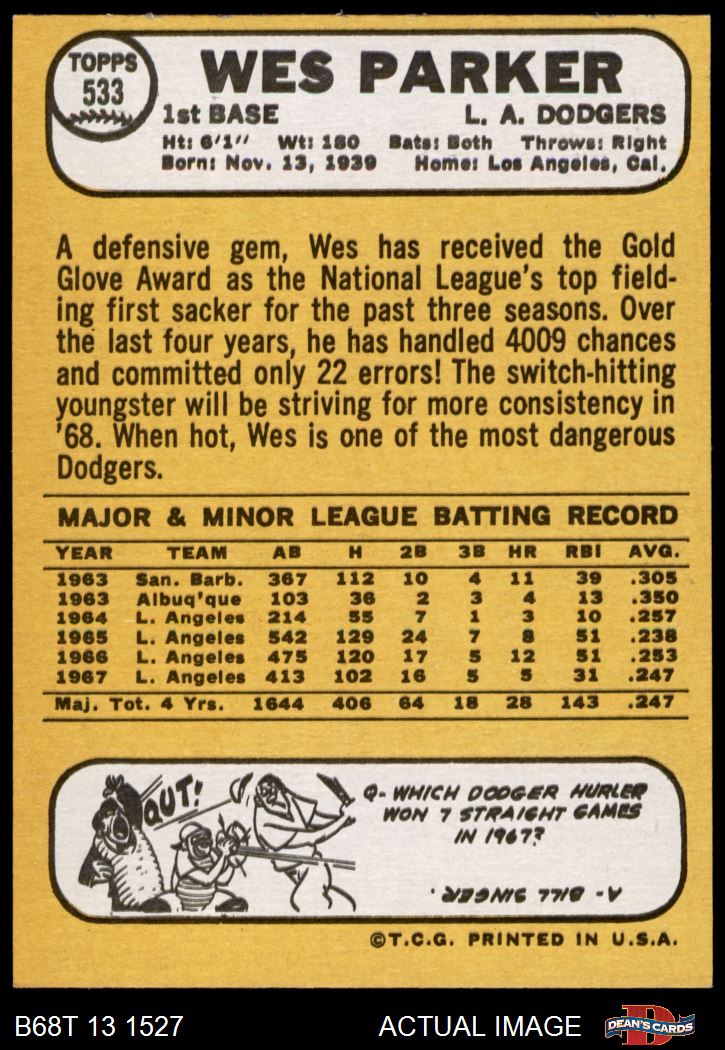 TOPPS
533
WES PARKER
1st BASE L. A. DODGERS
Ht: 6'1" Wt: 180 Bats: Both Throws: Right
Born: Nov. 13, 1939 Home: Los Angeles, Cal.
A defensive gem, Wes has received the Gold
Glove Award as the National League's top field-
ing first sacker for the past three seasons. Over
the last four years, he has handled 4009 chances
and committed only 22 errors! The switch-hitting
youngster will be striving for more consistency in
'68. When hot, Wes is one of the most dangerous
Dodgers.
MAJOR & MINOR LEAGUE BATTING RECORD
YEAR TEAM AB H 2B 3B HR RBI AVG.
1963 San. Barb. 367 112 10 4 11 39 .305
1963 Albuq'que 103 36 2 3 4 13 .350
1964 L. Angeles 214 55 7 1 3 10 .257
1965 L. Angeles 542 129 24 7 8 51 .238
1966 L. Angeles 475 120 17 5 12 51 .253
1967 L. Angeles 413 102 16 5 5 31 .247
Maj. Tot. 4 Yrs. 1644 406 64 18 28 143 .247
OUT!
Q- WHICH DODGER HURLER
WON 7 STRAIGHT GAMES
IN 1967?
A- BILL SINGER.
©T.C.G. PRINTED IN U.S.A.
B68T 13 1527 ACTUAL IMAGE D DEAN'S CARDS